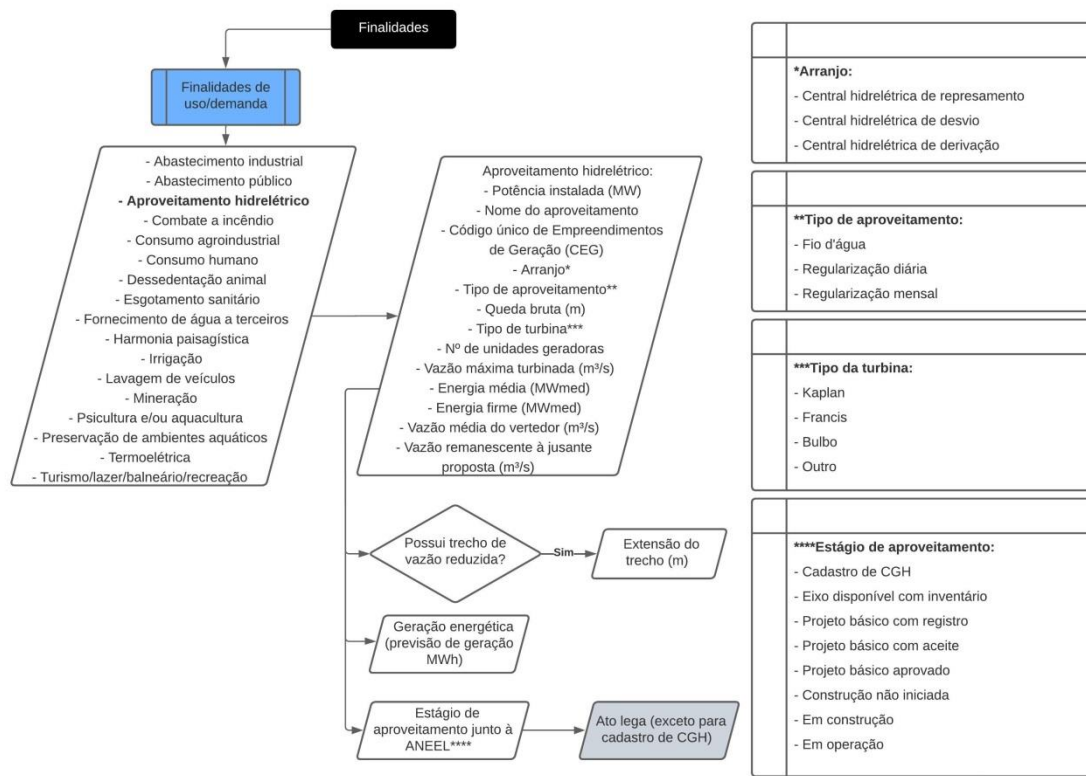 Finalidades
Finalidades de
uso/demanda
- Abastecimento industrial
- Abastecimento público
- Aproveitamento hidrelétrico
- Combate a incêndio
- Consumo agroindustrial
- Consumo humano
- Dessedentação animal
- Esgotamento sanitário
- Fornecimento de água a terceiros
- Harmonia paisagística
- Irrigação
- Lavagem de veículos
- Mineração
- Psicultura e/ou aquacultura
- Preservação de ambientes aquáticos
- Termoelétrica
- Turismo/lazer/balneário/recreação
Aproveitamento hidrelétrico:
- Potência instalada (MW)
- Nome do aproveitamento
- Código único de Empreendimentos
de Geração (CEG)
- Arranjo*
- Tipo de aproveitamento**
- Queda bruta (m)
- Tipo de turbina***
- Nº de unidades geradoras
- Vazão máxima turbinada (m³/s)
- Energia média (MWmed)
- Energia firme (MWmed)
- Vazão média do vertedor (m³/s)
- Vazão remanescente à jusante
proposta (m³/s)
Possui trecho de
vazão reduzida?
Sim
Extensão do
trecho (m)
Geração energética
(previsão de geração
MWh)
Estágio de
aproveitamento junto à
ANEEL****
Ato lega (exceto para
cadastro de CGH)
*Arranjo:
- Central hidrelétrica de represamento
- Central hidrelétrica de desvio
- Central hidrelétrica de derivação
**Tipo de aproveitamento:
- Fio d'água
- Regularização diária
- Regularização mensal
***Tipo da turbina:
- Kaplan
- Francis
- Bulbo
- Outro
****Estágio de aproveitamento:
- Cadastro de CGH
- Eixo disponível com inventário
- Projeto básico com registro
- Projeto básico com aceite
- Projeto básico aprovado
- Construção não iniciada
- Em construção
- Em operação